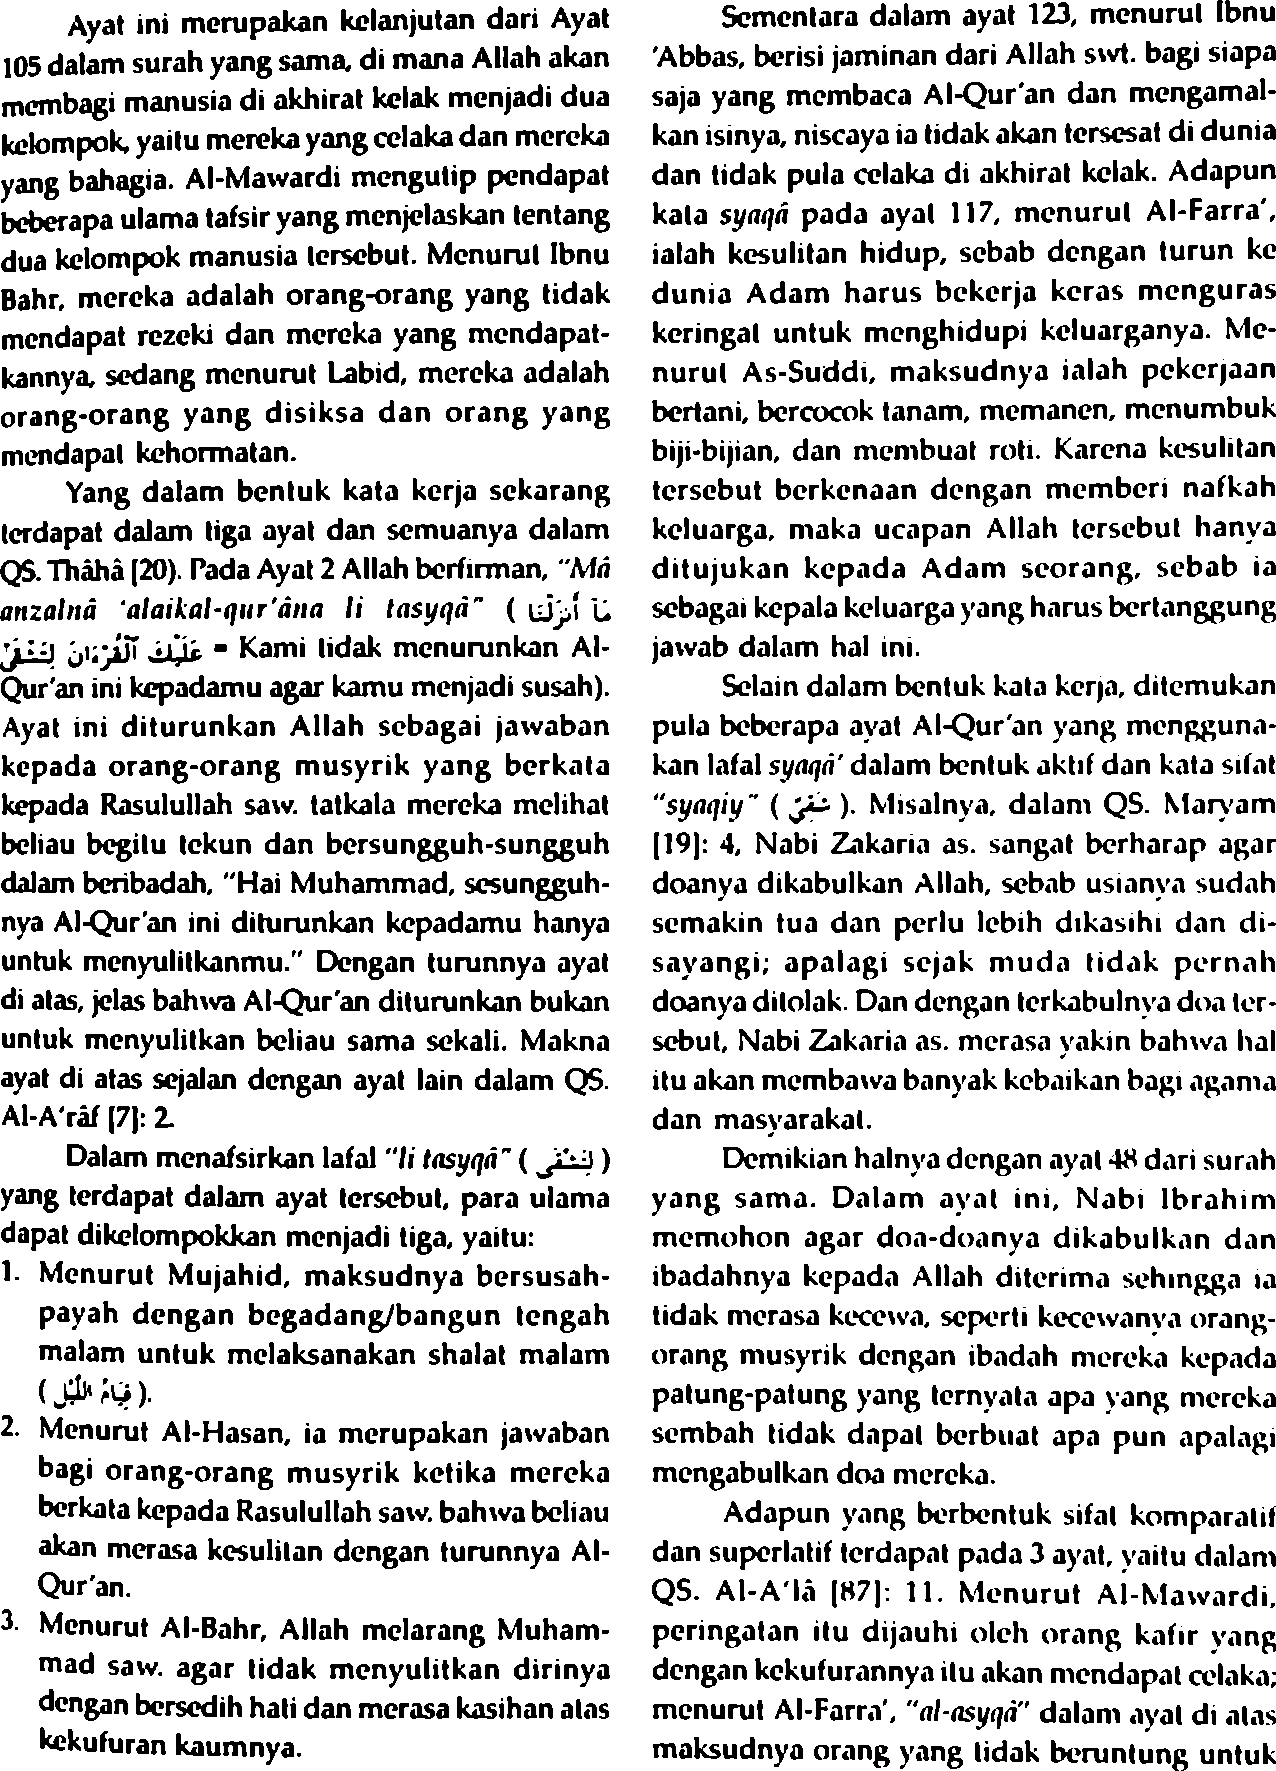 Ayat ini merupakan kelanjutan dari Ayat
105 dalam surah yang sama, di mana Allah akan
membagi manusia di akhirat kelak menjadi dua
kelompok, yaitu mereka yang celaka dan mereka
yang bahagia. Al-Mawardi mengutip pendapat
beberapa ulama tafsir yang menjelaskan tentang
dua kelompok manusia tersebut. Menurut Ibnu
Bahr, mereka adalah orang-orang yang tidak
mendapat rezeki dan mereka yang mendapat-
kannya, sedang menurut Labid, mereka adalah
orang-orang yang disiksa dan orang yang
mendapat kehormatan.
Yang dalam bentuk kata kerja sekarang
terdapat dalam tiga ayat dan semuanya dalam
QS. Thâhâ [20). Pada Ayat 2 Allah berfirman, "Mâ
anzalnâ 'alaikal-qur'âna li tasyqâ" ( مَآ أَنزَلْنَا
عَلَيْكَ ٱلْقُرْءَانَ لِتَشْقَىٰٓ = Kami tidak menurunkan Al-
Qur'an ini kepadamu agar kamu menjadi susah).
Ayat ini diturunkan Allah sebagai jawaban
kepada orang-orang musyrik yang berkata
kepada Rasulullah saw. tatkala mereka melihat
beliau begitu tekun dan bersungguh-sungguh
dalam beribadah, "Hai Muhammad, sesungguh-
nya Al-Qur'an ini diturunkan kepadamu hanya
untuk menyulitkanmu." Dengan turunnya ayat
di atas, jelas bahwa Al-Qur'an diturunkan bukan
untuk menyulitkan beliau sama sekali. Makna
ayat di atas sejalan dengan ayat lain dalam QS.
Al-A'râf [7]: 2.
Dalam menafsirkan lafal "li tasyqâ" ( لِتَشْقَى )
yang terdapat dalam ayat tersebut, para ulama
dapat dikelompokkan menjadi tiga, yaitu:
1. Menurut Mujahid, maksudnya bersusah-
payah dengan begadang/bangun tengah
malam untuk melaksanakan shalat malam
( قِيَامُ اللَّيْلِ ).
2. Menurut Al-Hasan, ia merupakan jawaban
bagi orang-orang musyrik ketika mereka
berkata kepada Rasulullah saw. bahwa beliau
akan merasa kesulitan dengan turunnya Al-
Qur'an.
3. Menurut Al-Bahr, Allah melarang Muham-
mad saw. agar tidak menyulitkan dirinya
dengan bersedih hati dan merasa kasihan atas
kekufuran kaumnya.
Sementara dalam ayat 123, menurut Ibnu
'Abbas, berisi jaminan dari Allah swt. bagi siapa
saja yang membaca Al-Qur'an dan mengamal-
kan isinya, niscaya ia tidak akan tersesat di dunia
dan tidak pula celaka di akhirat kelak. Adapun
kata syaqâ pada ayat 117, menurut Al-Farra',
ialah kesulitan hidup, sebab dengan turun ke
dunia Adam harus bekerja keras menguras
keringat untuk menghidupi keluarganya. Me-
nurut As-Suddi, maksudnya ialah pekerjaan
bertani, bercocok tanam, memanen, menumbuk
biji-bijian, dan membuat roti. Karena kesulitan
tersebut berkenaan dengan memberi nafkah
keluarga, maka ucapan Allah tersebut hanya
ditujukan kepada Adam seorang, sebab ia
sebagai kepala keluarga yang harus bertanggung
jawab dalam hal ini.
Selain dalam bentuk kata kerja, ditemukan
pula beberapa ayat Al-Qur'an yang mengguna-
kan lafal syaqâ' dalam bentuk aktif dan kata sifat
"syaqiy" ( شَقِيّ ). Misalnya, dalam QS. Maryam
[19]: 4, Nabi Zakaria as. sangat berharap agar
doanya dikabulkan Allah, sebab usianya sudah
semakin tua dan perlu lebih dikasihi dan di-
sayangi; apalagi sejak muda tidak pernah
doanya ditolak. Dan dengan terkabulnya doa ter-
sebut, Nabi Zakaria as. merasa yakin bahwa hal
itu akan membawa banyak kebaikan bagi agama
dan masyarakat.
Demikian halnya dengan ayat 48 dari surah
yang sama. Dalam ayat ini, Nabi Ibrahim
memohon agar doa-doanya dikabulkan dan
ibadahnya kepada Allah diterima sehingga ia
tidak merasa kecewa, seperti kecewanya orang-
orang musyrik dengan ibadah mereka kepada
patung-patung yang ternyata apa yang mereka
sembah tidak dapat berbuat apa pun apalagi
mengabulkan doa mereka.
Adapun yang berbentuk sifat komparatif
dan superlatif terdapat pada 3 ayat, yaitu dalam
QS. Al-A'lâ [87]: 11. Menurut Al-Mawardi,
peringatan itu dijauhi oleh orang kafir yang
dengan kekufurannya itu akan mendapat celaka;
menurut Al-Farra', "al-asyqâ" dalam ayat di atas
maksudnya orang yang tidak beruntung untuk